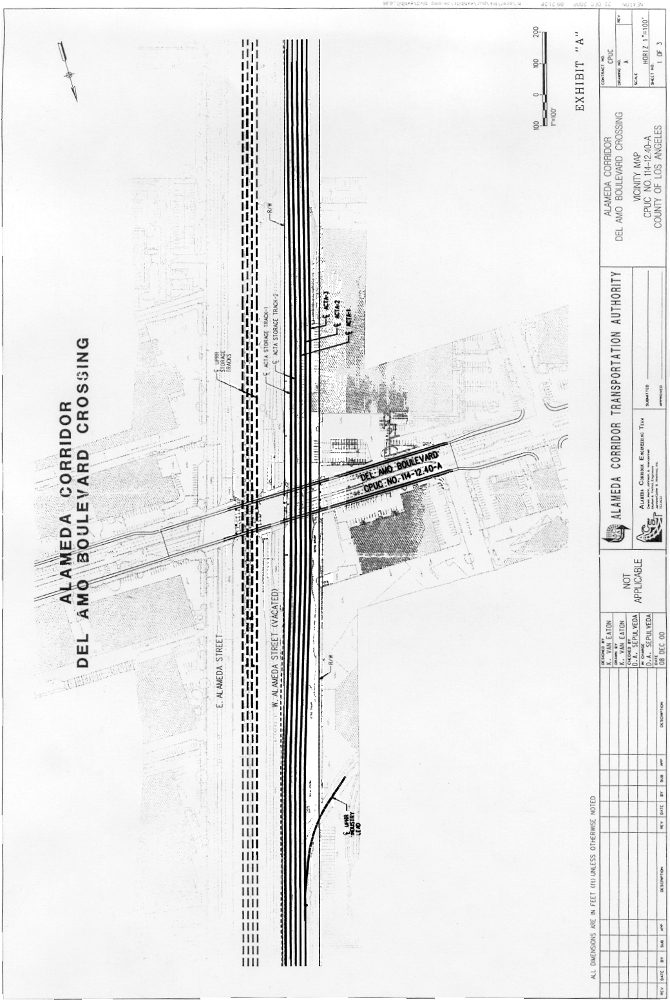 ALAMEDA CORRIDOR
DEL AMO BOULEVARD CROSSING
E. ALAMEDA STREET
W. ALAMEDA STREET (VACATED)
℄ UPRR
STORAGE
TRACKS
℄ ACTA STORAGE TRACK-1
℄ ACTA STORAGE TRACK-2
R/W
℄ ACTA-3
℄ ACTA-2
℄ ACTA-1
DEL AMO BOULEVARD
CPUC NO. 114-12.40-A
R/W
℄ UPRR
INDUSTRY
LEAD
100 0 100 200
1"=100'
EXHIBIT "A"
ALL DIMENSIONS ARE IN FEET (ft) UNLESS OTHERWISE NOTED
REV DATE BY SUB APP DESCRIPTION
REV DATE BY SUB APP DESCRIPTION
DESIGNED BY
K. VAN EATON
DRAWN BY
K. VAN EATON
CHECKED BY
D.A. SEPULVEDA
IN CHARGE
D.A. SEPULVEDA
DATE
08 DEC 00
NOT
APPLICABLE
ALAMEDA CORRIDOR TRANSPORTATION AUTHORITY
ALAMEDA CORRIDOR ENGINEERING TEAM
SUBMITTED
APPROVED
ALAMEDA CORRIDOR
DEL AMO BOULEVARD CROSSING
VICINITY MAP
CPUC NO. 114-12.40-A
COUNTY OF LOS ANGELES
CONTRACT NO.
CPUC
DRAWING NO.
A
REV
SCALE
HORIZ 1"=100'
SHEET NO.
1 OF 3